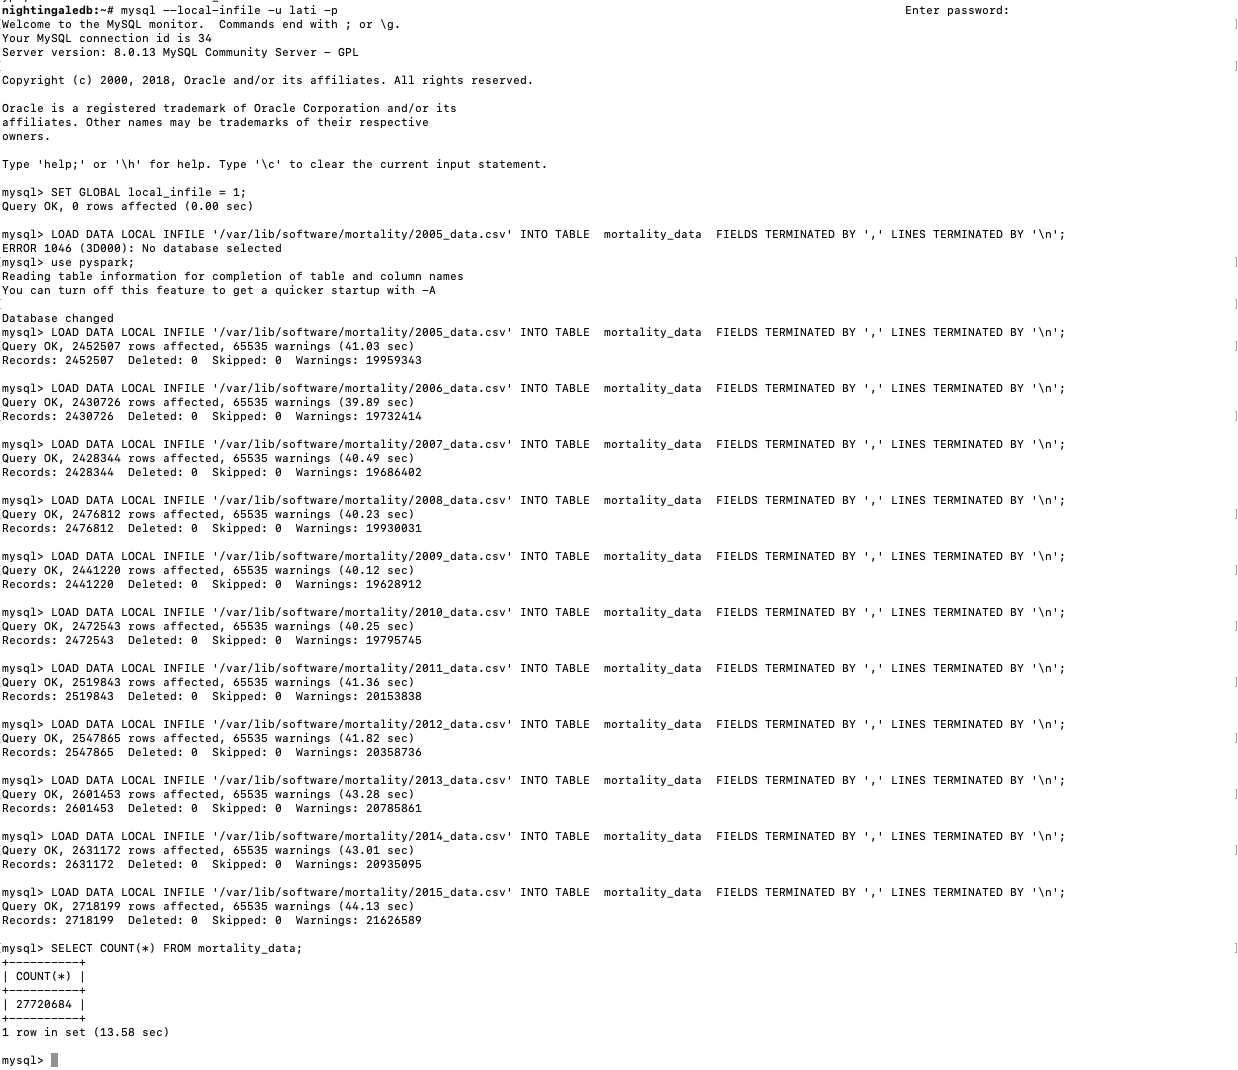 nightingaledb:~# mysql --local-infile -u lati -p Enter password:
Welcome to the MySQL monitor.  Commands end with ; or \g.
Your MySQL connection id is 34
Server version: 8.0.13 MySQL Community Server - GPL
Copyright (c) 2000, 2018, Oracle and/or its affiliates. All rights reserved.
Oracle is a registered trademark of Oracle Corporation and/or its
affiliates. Other names may be trademarks of their respective
owners.
Type 'help;' or '\h' for help. Type '\c' to clear the current input statement.
mysql> SET GLOBAL local_infile = 1;
Query OK, 0 rows affected (0.00 sec)
mysql> LOAD DATA LOCAL INFILE '/var/lib/software/mortality/2005_data.csv' INTO TABLE  mortality_data  FIELDS TERMINATED BY ',' LINES TERMINATED BY '\n';
ERROR 1046 (3D000): No database selected
[mysql> use pyspark; ]
Reading table information for completion of table and column names
You can turn off this feature to get a quicker startup with -A
Database changed
mysql> LOAD DATA LOCAL INFILE '/var/lib/software/mortality/2005_data.csv' INTO TABLE  mortality_data  FIELDS TERMINATED BY ',' LINES TERMINATED BY '\n';
Query OK, 2452507 rows affected, 65535 warnings (41.03 sec)
Records: 2452507  Deleted: 0  Skipped: 0  Warnings: 19959343
mysql> LOAD DATA LOCAL INFILE '/var/lib/software/mortality/2006_data.csv' INTO TABLE  mortality_data  FIELDS TERMINATED BY ',' LINES TERMINATED BY '\n';
Query OK, 2430726 rows affected, 65535 warnings (39.89 sec)
Records: 2430726  Deleted: 0  Skipped: 0  Warnings: 19732414
mysql> LOAD DATA LOCAL INFILE '/var/lib/software/mortality/2007_data.csv' INTO TABLE  mortality_data  FIELDS TERMINATED BY ',' LINES TERMINATED BY '\n';
Query OK, 2428344 rows affected, 65535 warnings (40.49 sec)
Records: 2428344  Deleted: 0  Skipped: 0  Warnings: 19686402
mysql> LOAD DATA LOCAL INFILE '/var/lib/software/mortality/2008_data.csv' INTO TABLE  mortality_data  FIELDS TERMINATED BY ',' LINES TERMINATED BY '\n';
Query OK, 2476812 rows affected, 65535 warnings (40.23 sec)
Records: 2476812  Deleted: 0  Skipped: 0  Warnings: 19930031
mysql> LOAD DATA LOCAL INFILE '/var/lib/software/mortality/2009_data.csv' INTO TABLE  mortality_data  FIELDS TERMINATED BY ',' LINES TERMINATED BY '\n';
Query OK, 2441220 rows affected, 65535 warnings (40.12 sec)
Records: 2441220  Deleted: 0  Skipped: 0  Warnings: 19628912
mysql> LOAD DATA LOCAL INFILE '/var/lib/software/mortality/2010_data.csv' INTO TABLE  mortality_data  FIELDS TERMINATED BY ',' LINES TERMINATED BY '\n';
Query OK, 2472543 rows affected, 65535 warnings (40.25 sec)
Records: 2472543  Deleted: 0  Skipped: 0  Warnings: 19795745
mysql> LOAD DATA LOCAL INFILE '/var/lib/software/mortality/2011_data.csv' INTO TABLE  mortality_data  FIELDS TERMINATED BY ',' LINES TERMINATED BY '\n';
Query OK, 2519843 rows affected, 65535 warnings (41.36 sec)
Records: 2519843  Deleted: 0  Skipped: 0  Warnings: 20153838
mysql> LOAD DATA LOCAL INFILE '/var/lib/software/mortality/2012_data.csv' INTO TABLE  mortality_data  FIELDS TERMINATED BY ',' LINES TERMINATED BY '\n';
Query OK, 2547865 rows affected, 65535 warnings (41.82 sec)
Records: 2547865  Deleted: 0  Skipped: 0  Warnings: 20358736
mysql> LOAD DATA LOCAL INFILE '/var/lib/software/mortality/2013_data.csv' INTO TABLE  mortality_data  FIELDS TERMINATED BY ',' LINES TERMINATED BY '\n';
Query OK, 2601453 rows affected, 65535 warnings (43.28 sec)
Records: 2601453  Deleted: 0  Skipped: 0  Warnings: 20785861
mysql> LOAD DATA LOCAL INFILE '/var/lib/software/mortality/2014_data.csv' INTO TABLE  mortality_data  FIELDS TERMINATED BY ',' LINES TERMINATED BY '\n';
Query OK, 2631172 rows affected, 65535 warnings (43.01 sec)
Records: 2631172  Deleted: 0  Skipped: 0  Warnings: 20935095
mysql> LOAD DATA LOCAL INFILE '/var/lib/software/mortality/2015_data.csv' INTO TABLE  mortality_data  FIELDS TERMINATED BY ',' LINES TERMINATED BY '\n';
Query OK, 2718199 rows affected, 65535 warnings (44.13 sec)
Records: 2718199  Deleted: 0  Skipped: 0  Warnings: 21626589
[mysql> SELECT COUNT(*) FROM mortality_data; ]
+----------+
| COUNT(*) |
+----------+
| 27720684 |
+----------+
1 row in set (13.58 sec)
mysql>